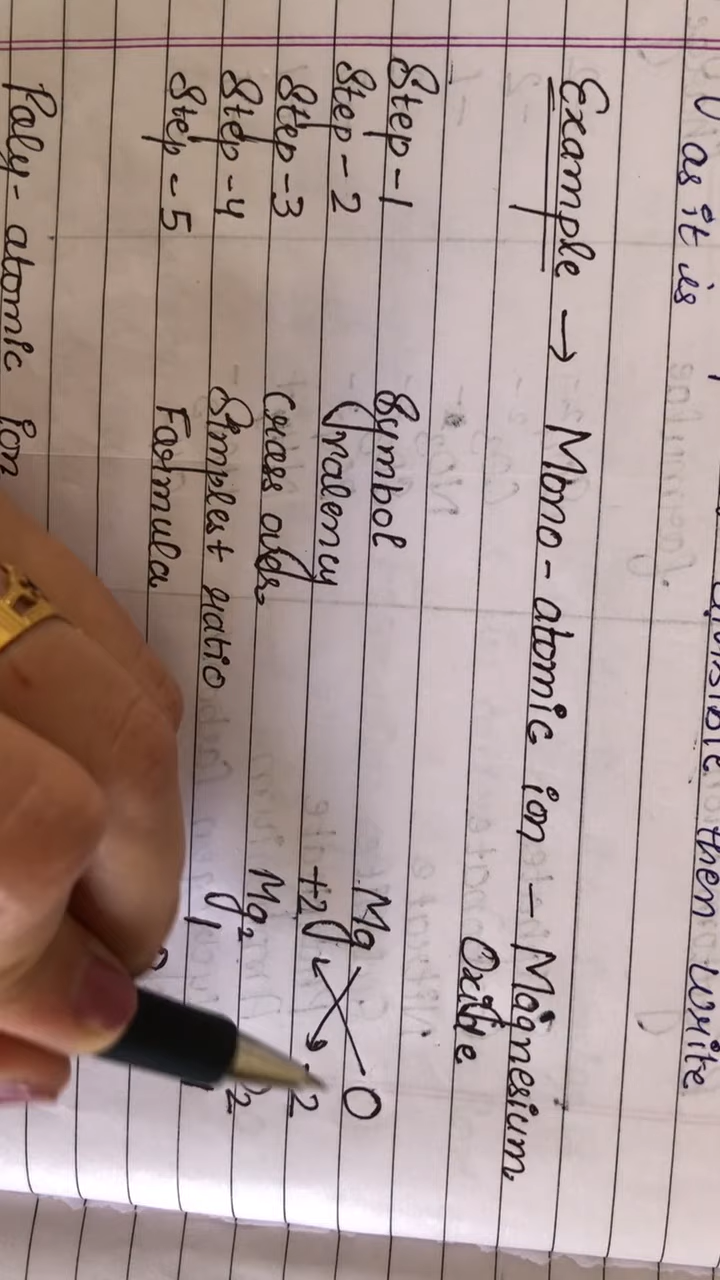 as it is then write
Example → Mono-atomic ion - Magnesium
Oxide
Step-1 Symbol Mg O
Step-2 Valency +2 -2
Step-3 Cross over Mg2 O2
Step-4 Simplest ratio Mg1
Step-5 Formula
Poly-atomic ion